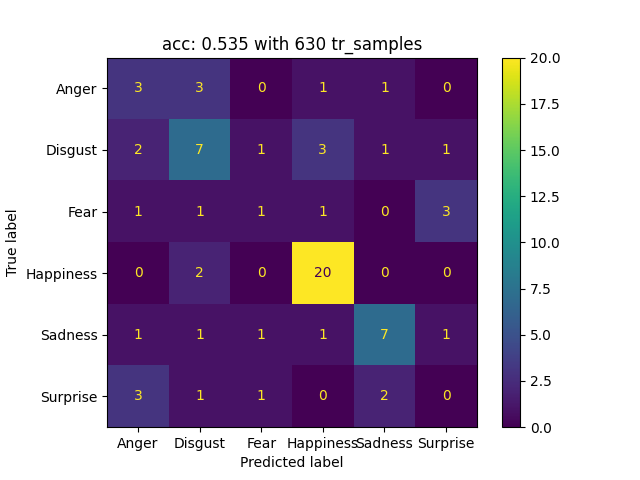 acc: 0.535 with 630 tr_samples
True label
Anger 3 3 0 1 1 0
Disgust 2 7 1 3 1 1
Fear 1 1 1 1 0 3
Happiness 0 2 0 20 0 0
Sadness 1 1 1 1 7 1
Surprise 3 1 1 0 2 0
Anger Disgust Fear Happiness Sadness Surprise
Predicted label
20.0
17.5
15.0
12.5
10.0
7.5
5.0
2.5
0.0